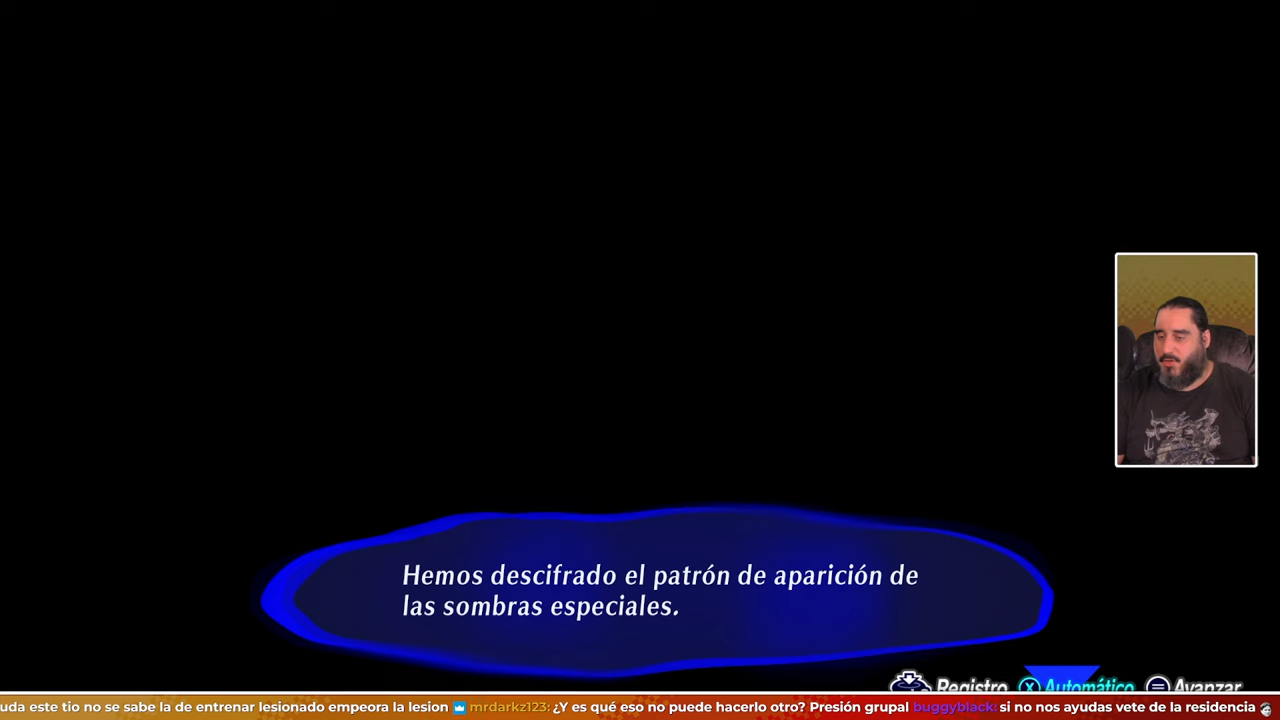 Hemos descifrado el patrón de aparición de
las sombras especiales.
Registro Automático Avanzar
uda este tio no se sabe la de entrenar lesionado empeora la lesion mrdarkz123: ¿Y es qué eso no puede hacerlo otro? Presión grupal buggyblack: si no nos ayudas vete de la residencia